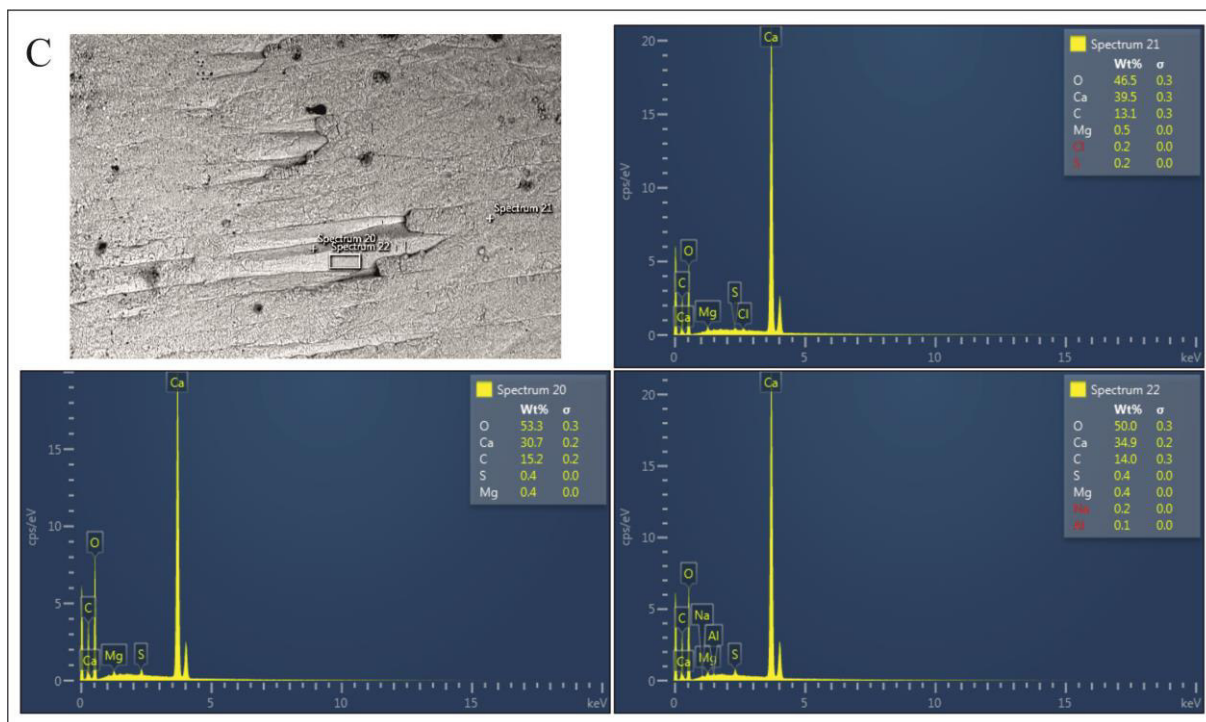 C
Spectrum 21
Spectrum 20
Spectrum 22
Spectrum 21
Wt% σ
O 46.5 0.3
Ca 39.5 0.3
C 13.1 0.3
Mg 0.5 0.0
Cl 0.2 0.0
S 0.2 0.0
Ca
20
15
10
5
0
cps/eV
O
C
Ca
Mg
S
Cl
0 5 10 15 keV
Spectrum 20
Wt% σ
O 53.3 0.3
Ca 30.7 0.2
C 15.2 0.2
S 0.4 0.0
Mg 0.4 0.0
Ca
15
10
5
0
cps/eV
O
C
Ca
Mg
S
0 5 10 15 keV
Spectrum 22
Wt% σ
O 50.0 0.3
Ca 34.9 0.2
C 14.0 0.3
S 0.4 0.0
Mg 0.4 0.0
Na 0.2 0.0
Al 0.1 0.0
Ca
20
15
10
5
0
cps/eV
O
C
Na
Al
Ca
Mg
S
0 5 10 15 keV